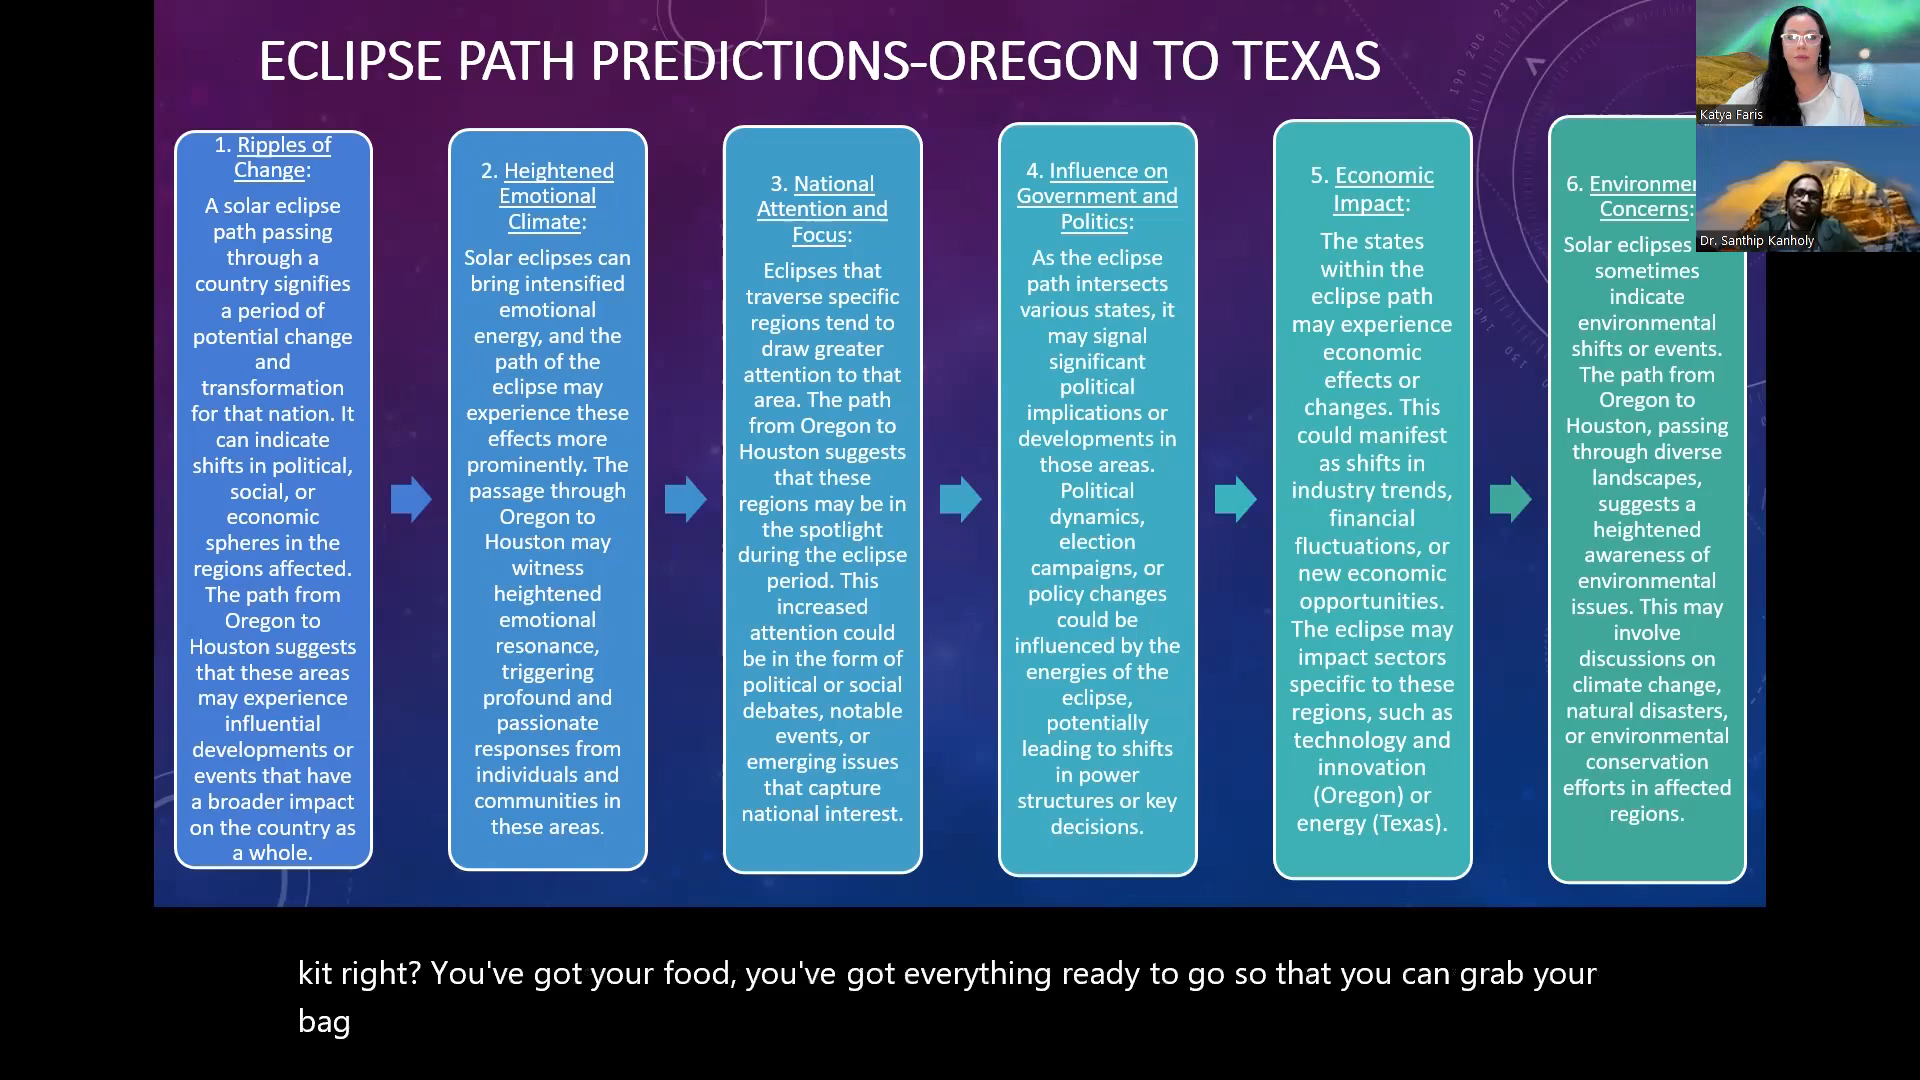 ECLIPSE PATH PREDICTIONS-OREGON TO TEXAS
1. Ripples of
Change:
A solar eclipse
path passing
through a
country signifies
a period of
potential change
and
transformation
for that nation. It
can indicate
shifts in political,
social, or
economic
spheres in the
regions affected.
The path from
Oregon to
Houston suggests
that these areas
may experience
influential
developments or
events that have
a broader impact
on the country as
a whole.
2. Heightened
Emotional
Climate:
Solar eclipses can
bring intensified
emotional
energy, and the
path of the
eclipse may
experience these
effects more
prominently. The
passage through
Oregon to
Houston may
witness
heightened
emotional
resonance,
triggering
profound and
passionate
responses from
individuals and
communities in
these areas.
3. National
Attention and
Focus:
Eclipses that
traverse specific
regions tend to
draw greater
attention to that
area. The path
from Oregon to
Houston suggests
that these
regions may be in
the spotlight
during the eclipse
period. This
increased
attention could
be in the form of
political or social
debates, notable
events, or
emerging issues
that capture
national interest.
4. Influence on
Government and
Politics:
As the eclipse
path intersects
various states, it
may signal
significant
political
implications or
developments in
those areas.
Political
dynamics,
election
campaigns, or
policy changes
could be
influenced by the
energies of the
eclipse,
potentially
leading to shifts
in power
structures or key
decisions.
5. Economic
Impact:
The states
within the
eclipse path
may experience
economic
effects or
changes. This
could manifest
as shifts in
industry trends,
financial
fluctuations, or
new economic
opportunities.
The eclipse may
impact sectors
specific to these
regions, such as
technology and
innovation
(Oregon) or
energy (Texas).
6.
Concerns:
Solar eclipses
sometimes
indicate
environmental
shifts or events.
The path from
Oregon to
Houston, passing
through diverse
landscapes,
suggests a
heightened
awareness of
environmental
issues. This may
involve
discussions on
climate change,
natural disasters,
or environmental
conservation
efforts in affected
regions.
Katya Faris
Dr. Santhip Kanholy
190 200 210
140
130
kit right? You've got your food, you've got everything ready to go so that you can grab your
bag